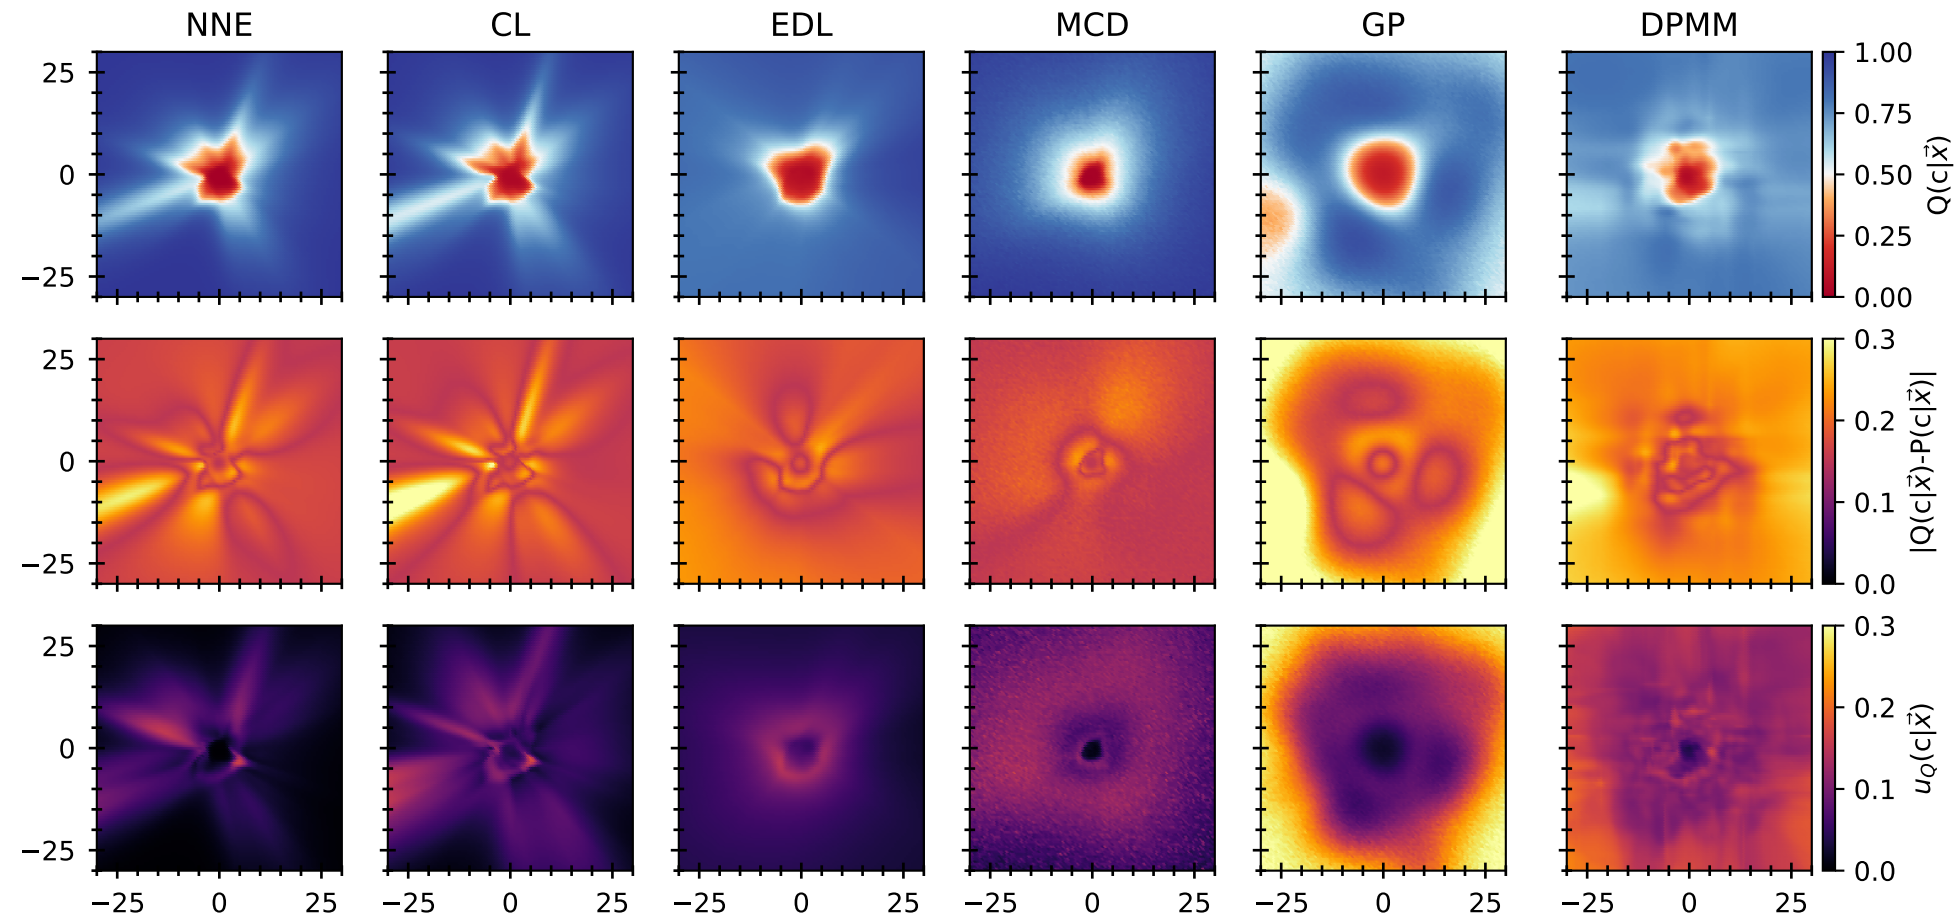 NNE CL EDL MCD GP DPMM
25 1.00
0.75
0 0.50 Q(c|x⃗)
0.25
−25 0.00
−25 0 25 −25 0 25 −25 0 25 −25 0 25 −25 0 25 −25 0 25
25 0.3
0.2
0 |Q(c|x⃗)-P(c|x⃗)|
0.1
−25 0.0
25 0.3
0.2
0 u_Q(c|x⃗)
0.1
−25 0.0